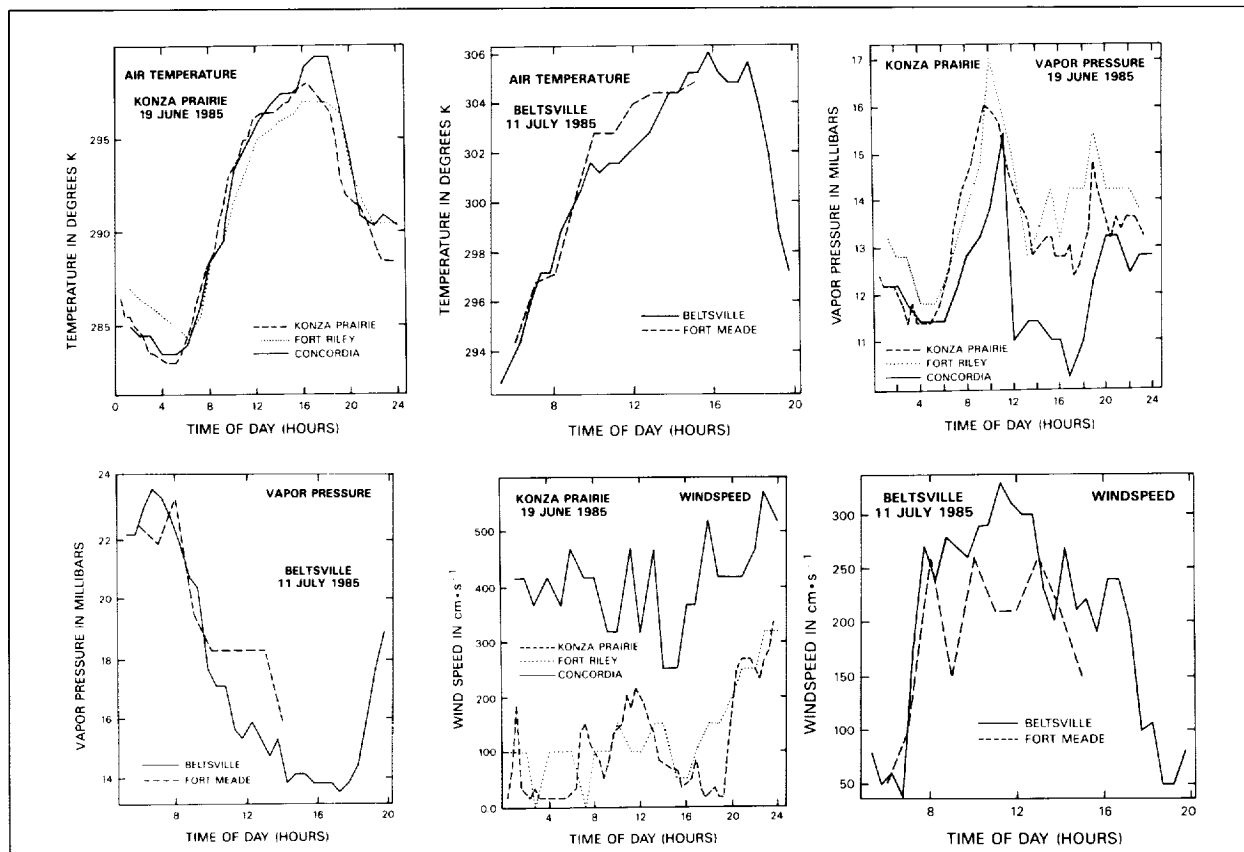 AIR TEMPERATURE
KONZA PRAIRIE
19 JUNE 1985
TEMPERATURE IN DEGREES K
295
290
285
KONZA PRAIRIE
FORT RILEY
CONCORDIA
0 4 8 12 16 20 24
TIME OF DAY (HOURS)
AIR TEMPERATURE
BELTSVILLE
11 JULY 1985
TEMPERATURE IN DEGREES K
306
304
302
300
298
296
294
BELTSVILLE
FORT MEADE
8 12 16 20
TIME OF DAY (HOURS)
KONZA PRAIRIE
VAPOR PRESSURE
19 JUNE 1985
VAPOR PRESSURE IN MILLIBARS
17
16
15
14
13
12
11
KONZA PRAIRIE
FORT RILEY
CONCORDIA
4 8 12 16 20 24
TIME OF DAY (HOURS)
VAPOR PRESSURE
BELTSVILLE
11 JULY 1985
VAPOR PRESSURE IN MILLIBARS
24
22
20
18
16
14
BELTSVILLE
FORT MEADE
8 12 16 20
TIME OF DAY (HOURS)
KONZA PRAIRIE
19 JUNE 1985
WINDSPEED
WIND SPEED IN cm•s⁻¹
500
400
300
200
100
0.0
KONZA PRAIRIE
FORT RILEY
CONCORDIA
4 8 12 16 20 24
TIME OF DAY (HOURS)
BELTSVILLE
11 JULY 1985
WINDSPEED
WINDSPEED IN cm•s⁻¹
300
250
200
150
100
50
BELTSVILLE
FORT MEADE
8 12 16 20
TIME OF DAY (HOURS)